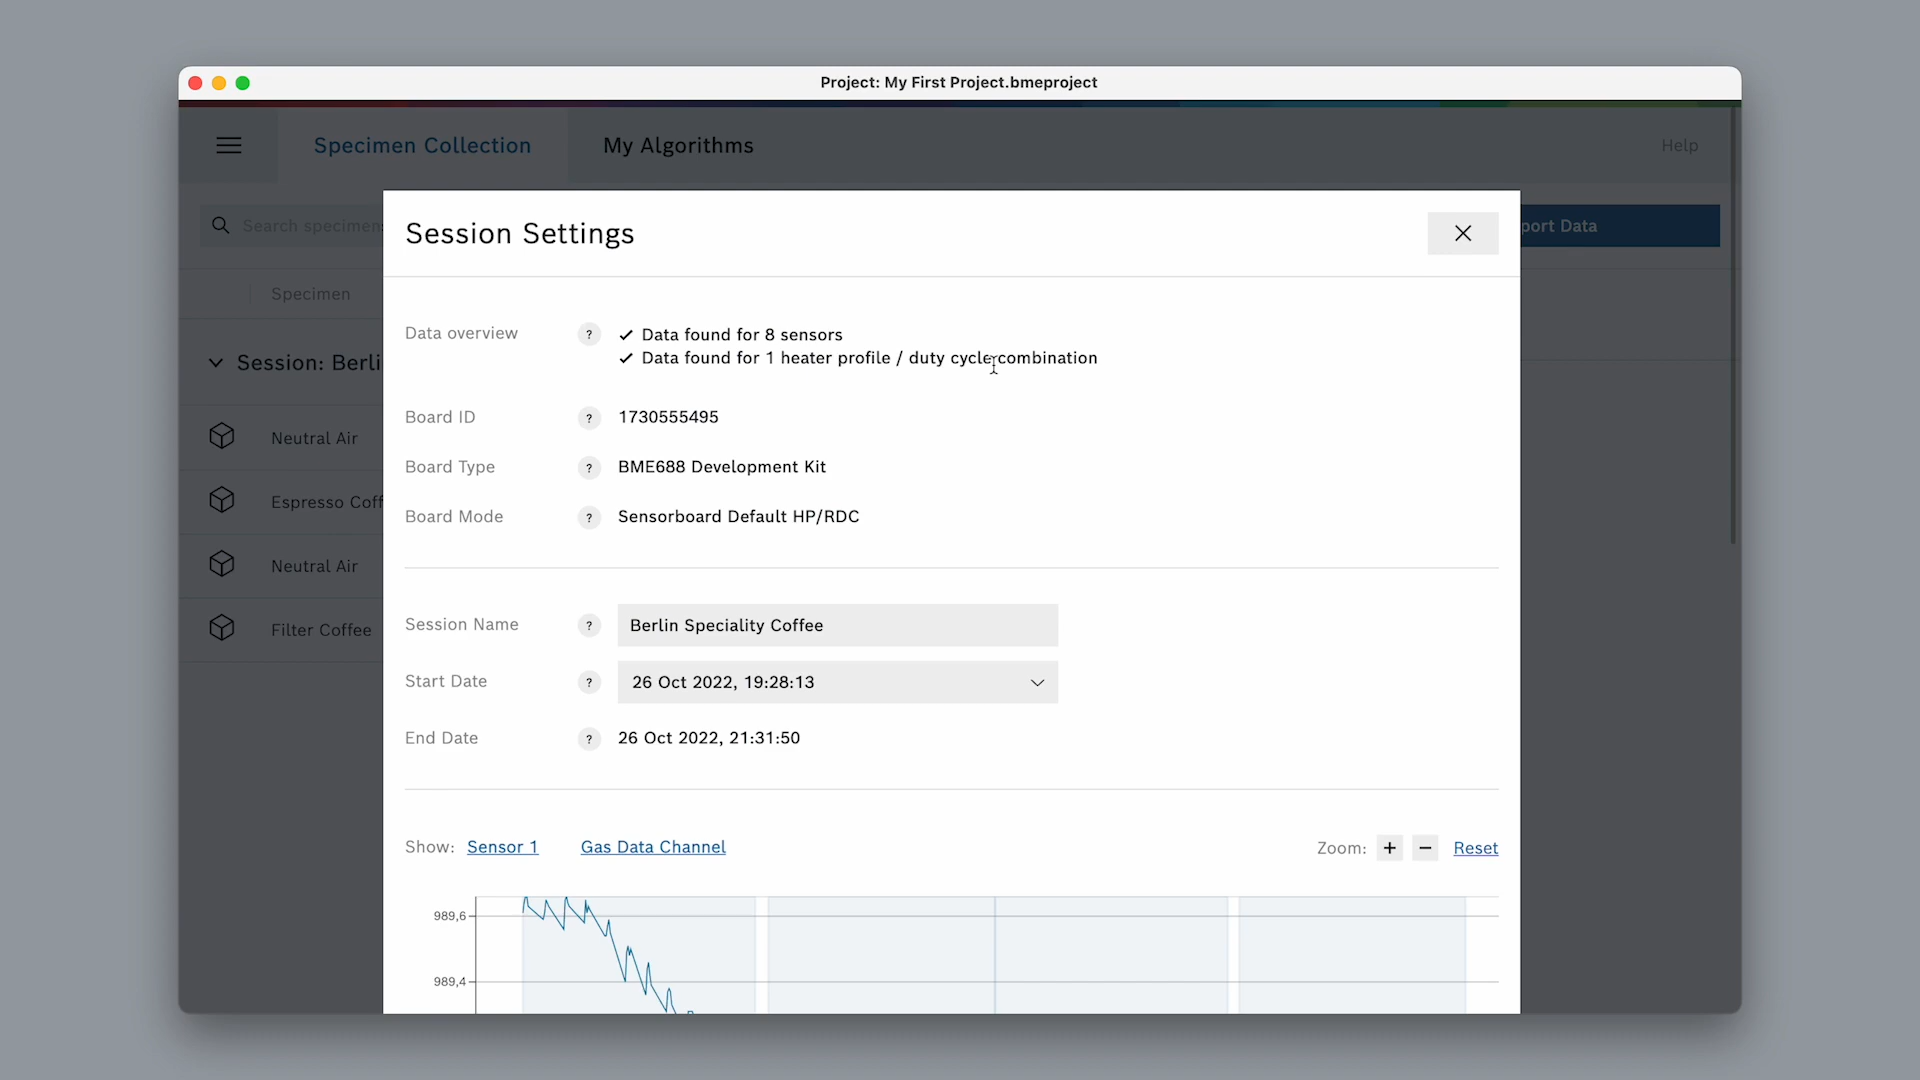 Project: My First Project.bmeproject
Specimen Collection
My Algorithms
Help
Search specimens
port Data
Session Settings
Specimen
Data overview ? Data found for 8 sensors
Data found for 1 heater profile / duty cycle combination
Session: Berli
Board ID ? 1730555495
Neutral Air
Board Type ? BME688 Development Kit
Espresso Coff
Board Mode ? Sensorboard Default HP/RDC
Neutral Air
Session Name ? Berlin Speciality Coffee
Filter Coffee
Start Date ? 26 Oct 2022, 19:28:13
End Date ? 26 Oct 2022, 21:31:50
Show: Sensor 1 Gas Data Channel Zoom: + − Reset
989,6
989,4